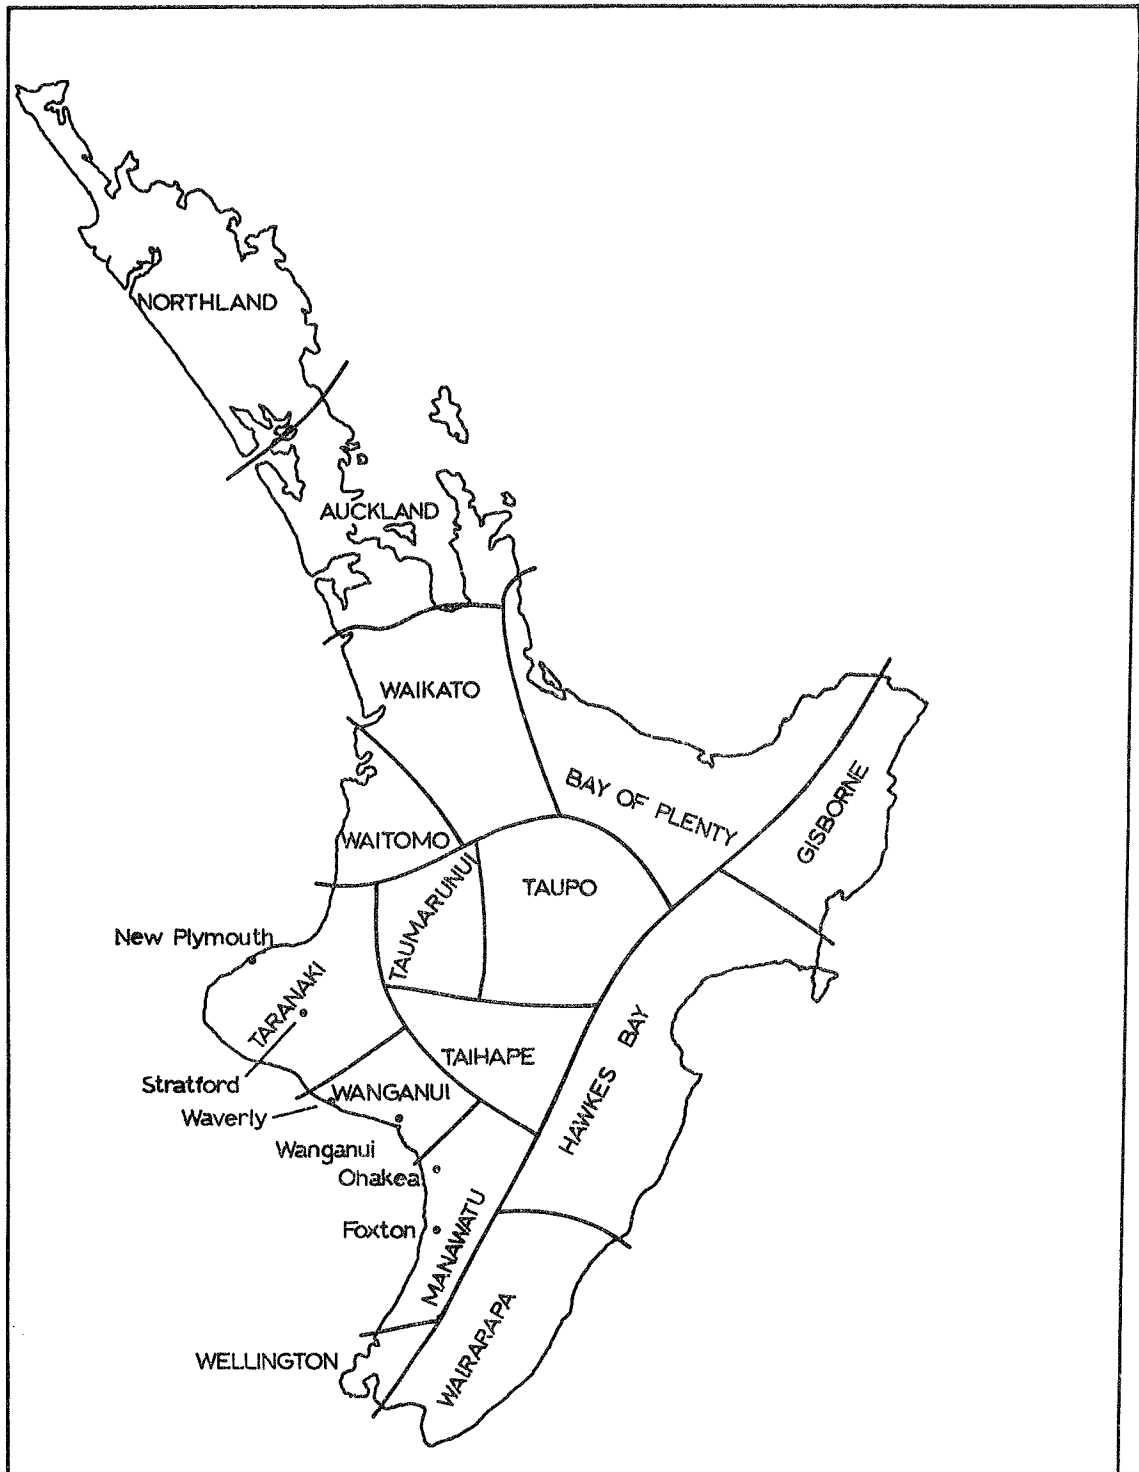 NORTHLAND
AUCKLAND
WAIKATO
BAY OF PLENTY
GISBORNE
WAITOMO
TAUMARUNUI
TAUPO
New Plymouth
TARANAKI
HAWKES BAY
TAIHAPE
Stratford
WANGANUI
Waverly
Wanganui
Ohakea
Foxton
MANAWATU
WAIRARAPA
WELLINGTON